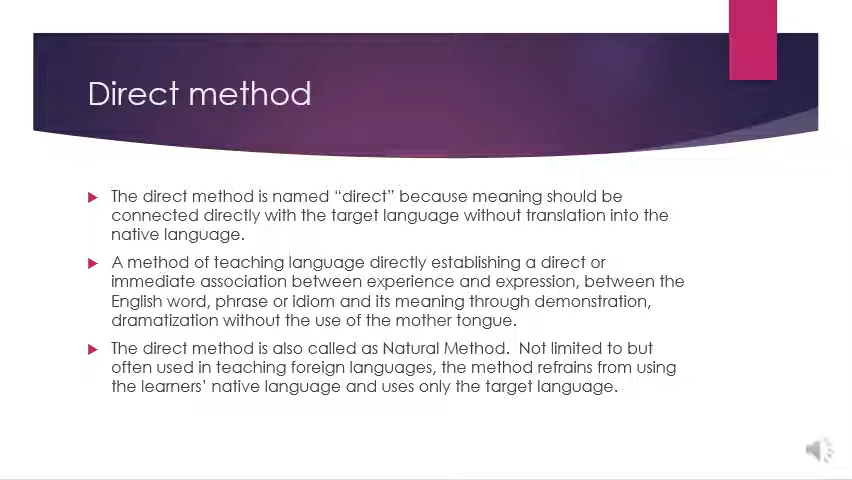 Direct method
The direct method is named “direct” because meaning should be
connected directly with the target language without translation into the
native language.
A method of teaching language directly establishing a direct or
immediate association between experience and expression, between the
English word, phrase or idiom and its meaning through demonstration,
dramatization without the use of the mother tongue.
The direct method is also called as Natural Method.  Not limited to but
often used in teaching foreign languages, the method refrains from using
the learners’ native language and uses only the target language.